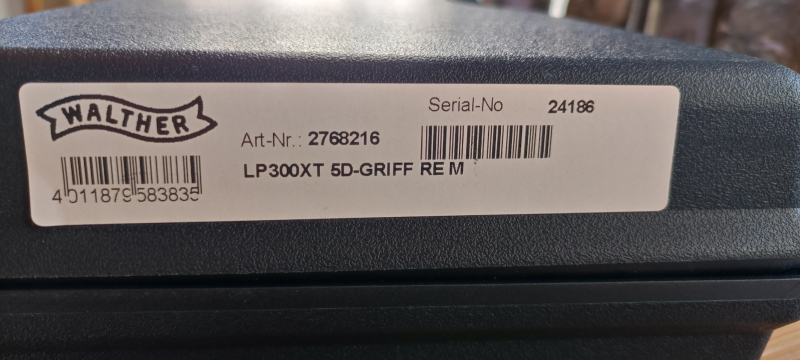 WALTHER
Serial-No 24186
Art-Nr.: 2768216
LP300XT 5D-GRIFF RE M
4 011879 583835